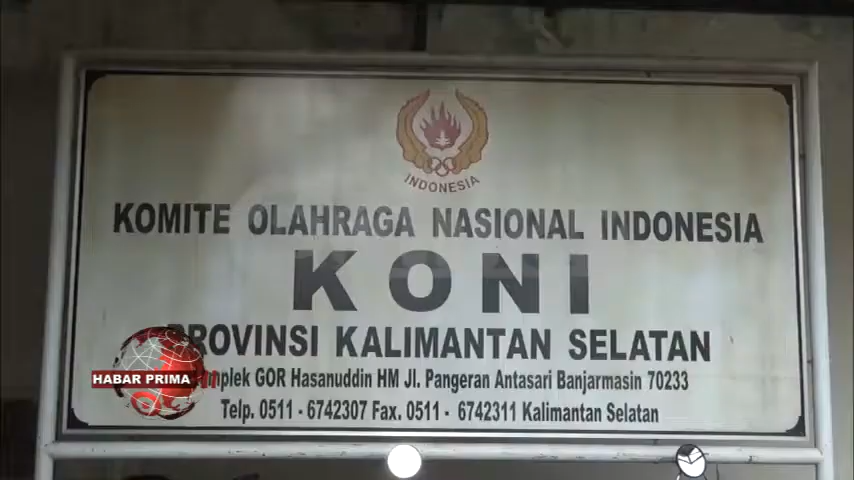 INDONESIA
KOMITE OLAHRAGA NASIONAL INDONESIA
KONI
PROVINSI KALIMANTAN SELATAN
GOR Hasanuddin HM Jl. Pangeran Antasari Banjarmasin 70233
Telp. 0511 - 6742307 Fax. 0511 - 6742311 Kalimantan Selatan
HABAR PRIMA